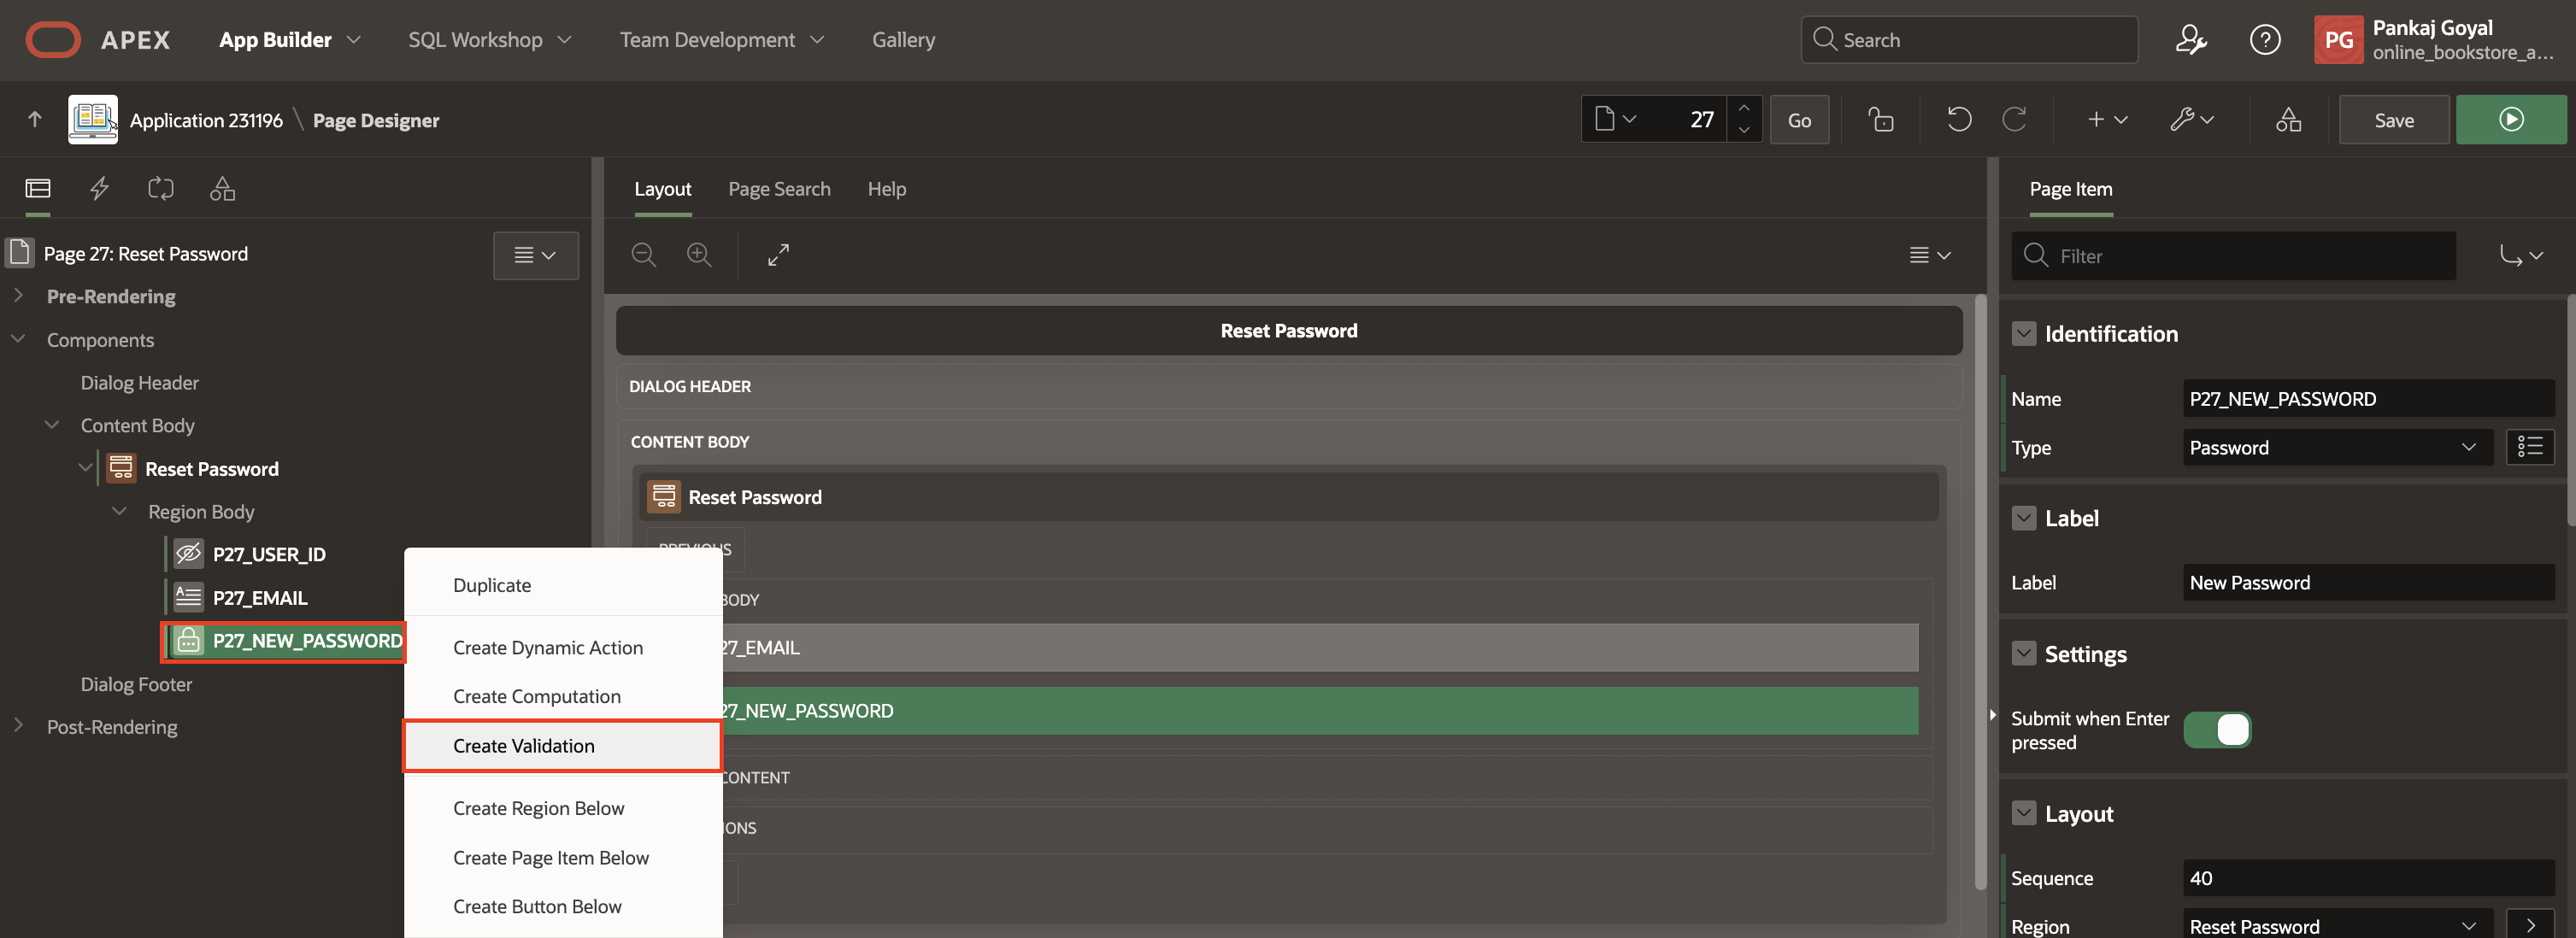 APEX App Builder SQL Workshop Team Development Gallery Search PG Pankaj Goyal
online_bookstore_a...
Application 231196 \ Page Designer 27 Go Save
Layout Page Search Help Page Item
Page 27: Reset Password
Filter
Pre-Rendering
Components
Dialog Header
Content Body
Reset Password
Region Body
P27_USER_ID
P27_EMAIL
P27_NEW_PASSWORD
Dialog Footer
Post-Rendering
Duplicate
Create Dynamic Action
Create Computation
Create Validation
Create Region Below
Create Page Item Below
Create Button Below
Reset Password
DIALOG HEADER
CONTENT BODY
Reset Password
PREVIOUS
BODY
27_EMAIL
27_NEW_PASSWORD
CONTENT
IONS
Identification
Name P27_NEW_PASSWORD
Type Password
Label
Label New Password
Settings
Submit when Enter
pressed
Layout
Sequence 40
Region Reset Password